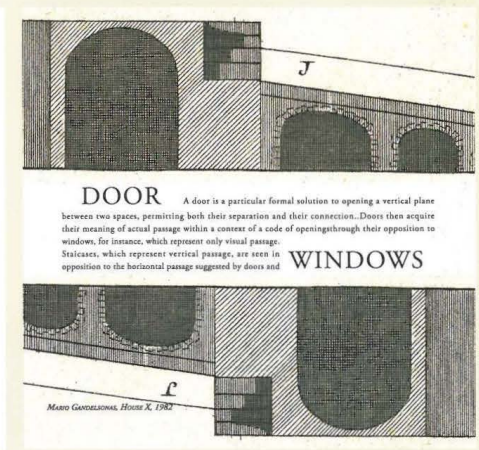 J
DOOR A door is a particular formal solution to opening a vertical plane
between two spaces, permitting both their separation and their connection..Doors then acquire
their meaning of actual passage within a context of a code of openingsthrough their opposition to
windows, for instance, which represent only visual passage.
Staicases, which represent vertical passage, are seen in
opposition to the horizontal passage suggested by doors and WINDOWS
J
MARIO GANDELSONAS, HOUSE X, 1982